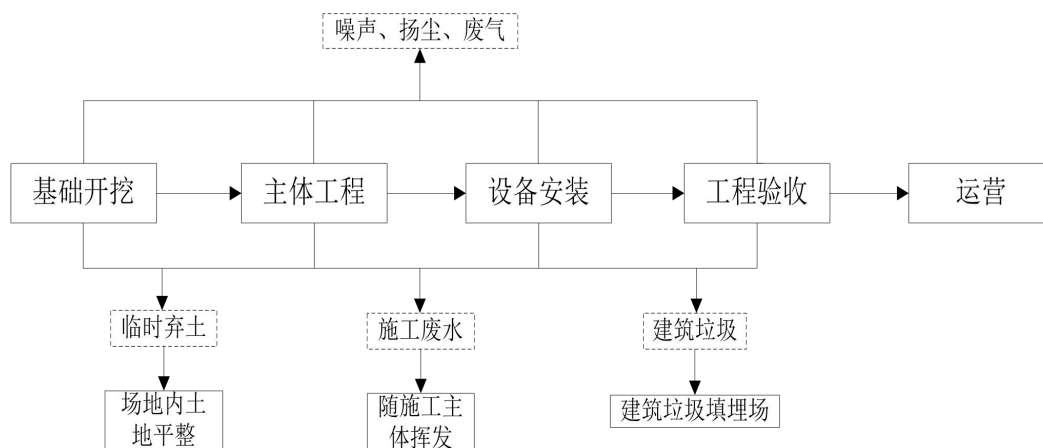 噪声、扬尘、废气
基础开挖
主体工程
设备安装
工程验收
运营
临时弃土
施工废水
建筑垃圾
场地内土
地平整
随施工主
体挥发
建筑垃圾填埋场